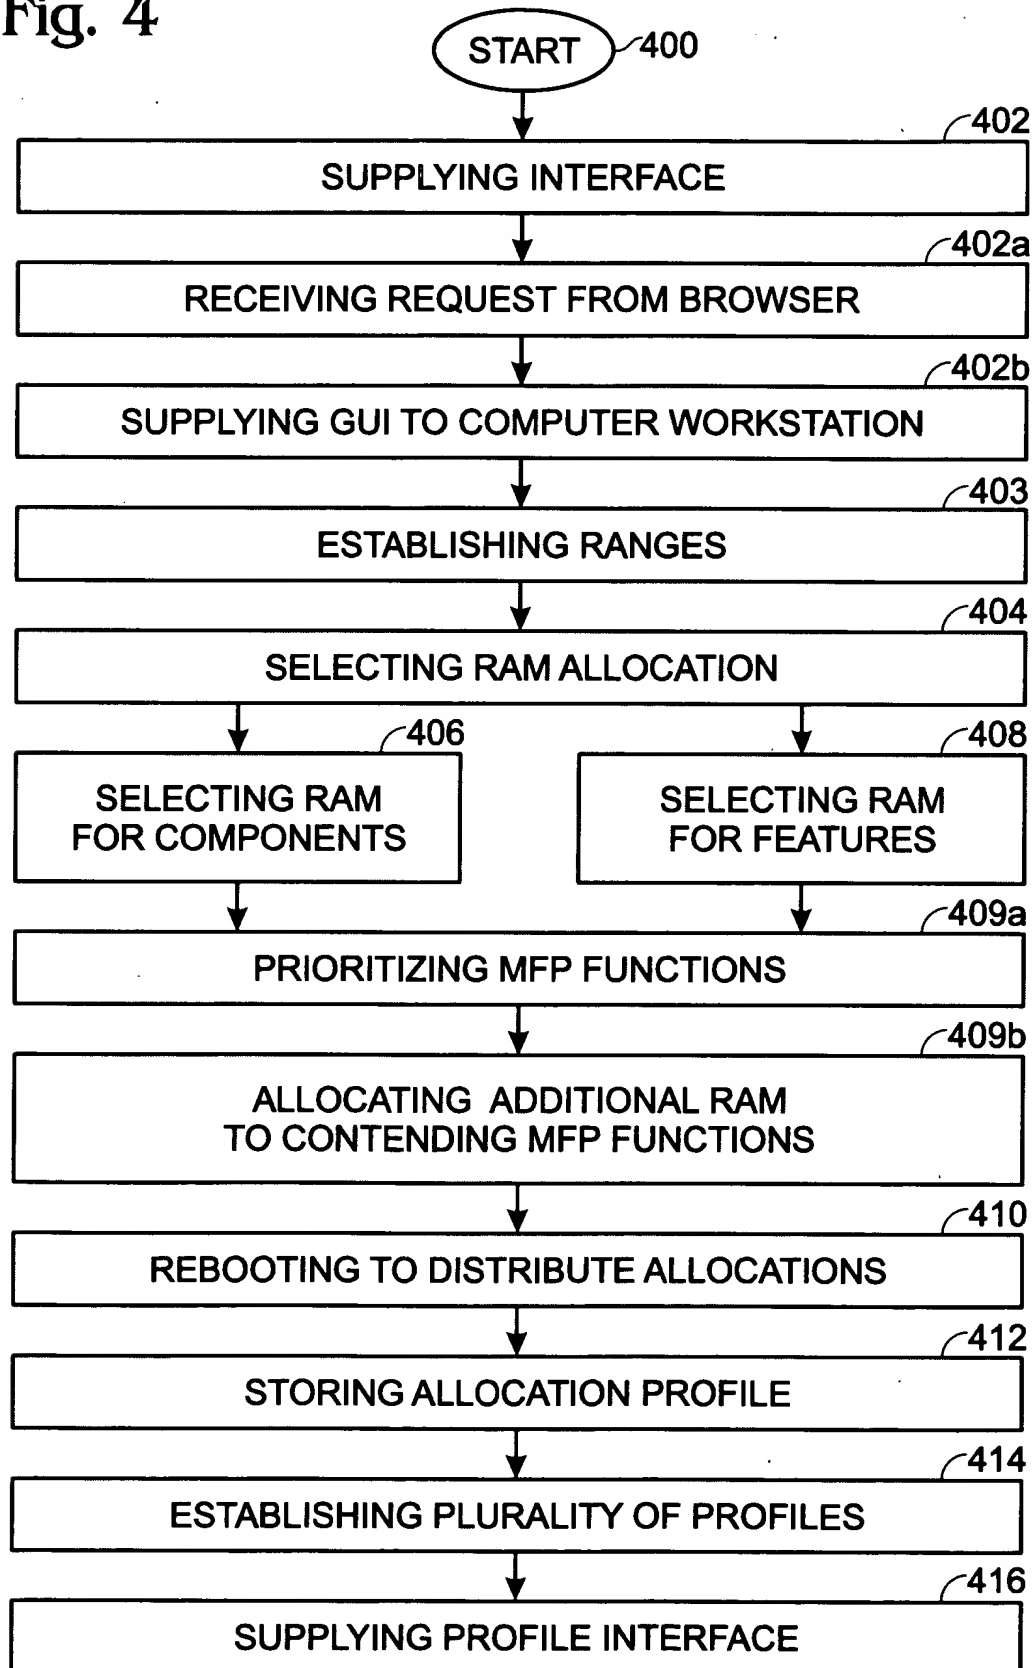 Fig. 4
START
400
402
SUPPLYING INTERFACE
402a
RECEIVING REQUEST FROM BROWSER
402b
SUPPLYING GUI TO COMPUTER WORKSTATION
403
ESTABLISHING RANGES
404
SELECTING RAM ALLOCATION
406
SELECTING RAM
FOR COMPONENTS
408
SELECTING RAM
FOR FEATURES
409a
PRIORITIZING MFP FUNCTIONS
409b
ALLOCATING ADDITIONAL RAM
TO CONTENDING MFP FUNCTIONS
410
REBOOTING TO DISTRIBUTE ALLOCATIONS
412
STORING ALLOCATION PROFILE
414
ESTABLISHING PLURALITY OF PROFILES
416
SUPPLYING PROFILE INTERFACE